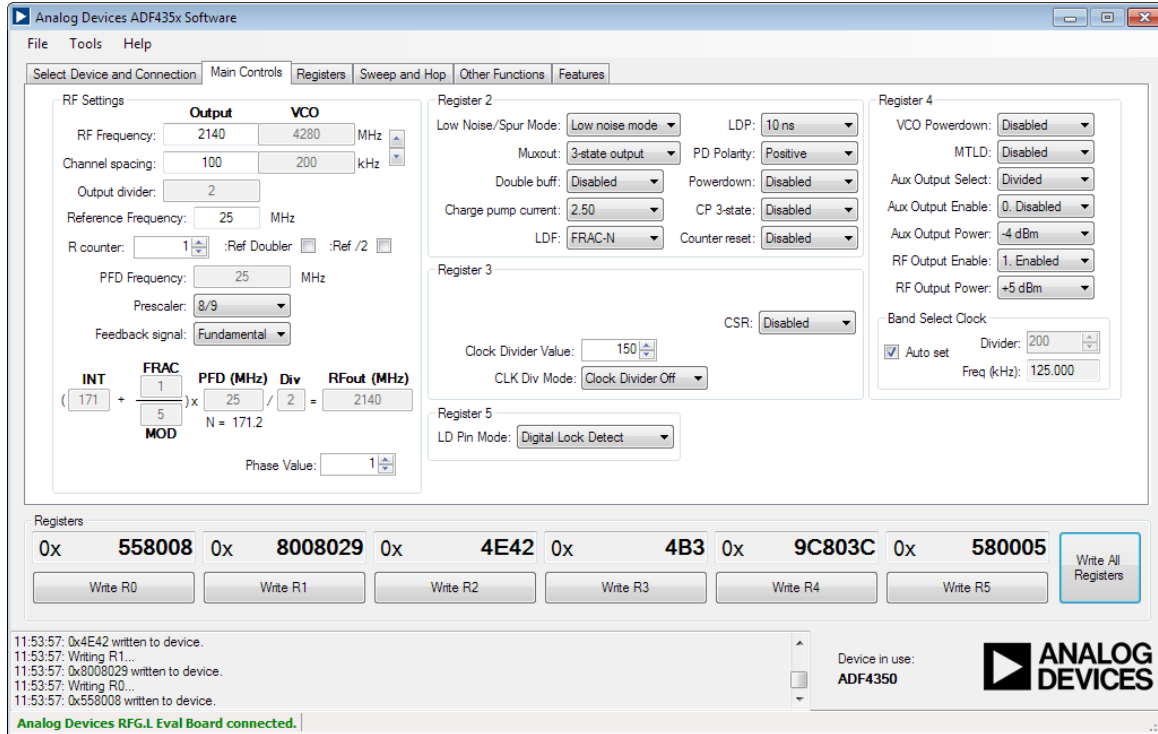 Analog Devices ADF435x Software
File Tools Help
Select Device and Connection Main Controls Registers Sweep and Hop Other Functions Features
RF Settings
Output VCO
RF Frequency: 2140 4280 MHz
Channel spacing: 100 200 kHz
Output divider: 2
Reference Frequency: 25 MHz
R counter: 1 :Ref Doubler :Ref /2
PFD Frequency: 25 MHz
Prescaler: 8/9
Feedback signal: Fundamental
INT FRAC PFD (MHz) Div RFout (MHz)
( 171 + 1 )x 25 / 2 = 2140
5
MOD N = 171.2
Phase Value: 1
Register 2
Low Noise/Spur Mode: Low noise mode LDP: 10 ns
Muxout: 3-state output PD Polarity: Positive
Double buff: Disabled Powerdown: Disabled
Charge pump current: 2.50 CP 3-state: Disabled
LDF: FRAC-N Counter reset: Disabled
Register 3
CSR: Disabled
Clock Divider Value: 150
CLK Div Mode: Clock Divider Off
Register 5
LD Pin Mode: Digital Lock Detect
Register 4
VCO Powerdown: Disabled
MTLD: Disabled
Aux Output Select: Divided
Aux Output Enable: 0. Disabled
Aux Output Power: -4 dBm
RF Output Enable: 1. Enabled
RF Output Power: +5 dBm
Band Select Clock
Auto set Divider: 200
Freq (kHz): 125.000
Registers
0x 558008 0x 8008029 0x 4E42 0x 4B3 0x 9C803C 0x 580005
Write R0 Write R1 Write R2 Write R3 Write R4 Write R5
Write All Registers
11:53:57: 0x4E42 written to device.
11:53:57: Writing R1...
11:53:57: 0x8008029 written to device.
11:53:57: Writing R0...
11:53:57: 0x558008 written to device.
Device in use:
ADF4350
ANALOG
DEVICES
Analog Devices RFG.L Eval Board connected.